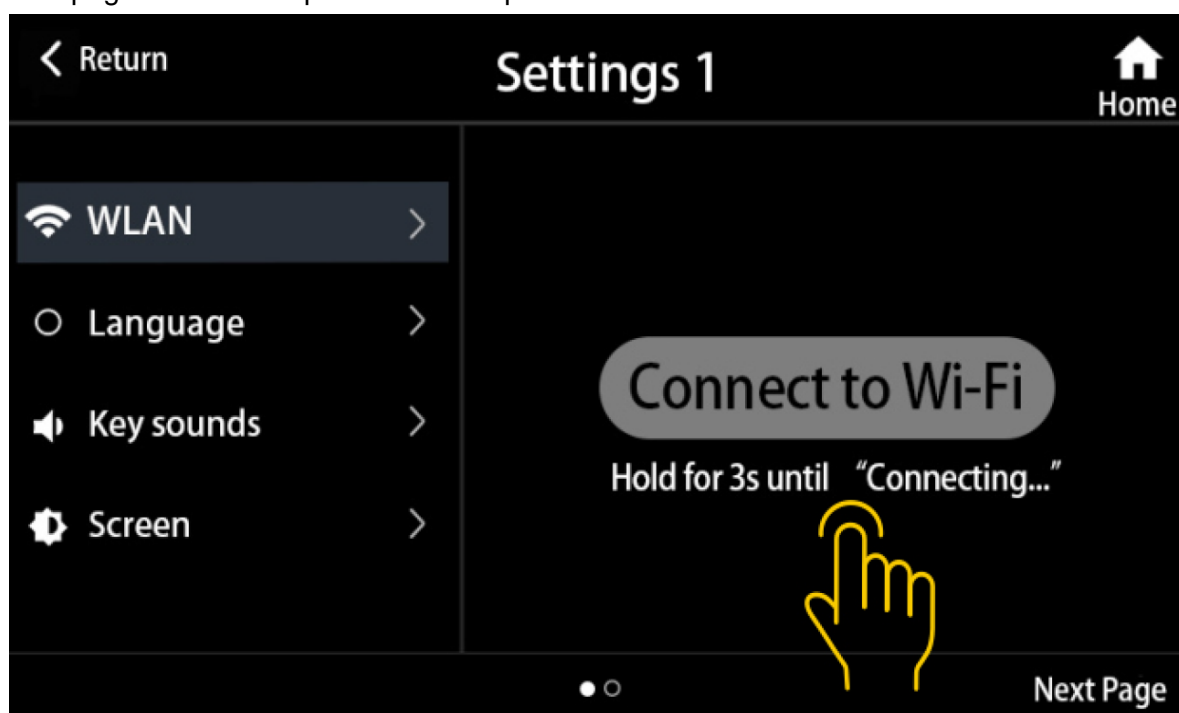 Return
Settings 1
Home
WLAN
Language
Key sounds
Screen
Connect to Wi-Fi
Hold for 3s until “Connecting...”
Next Page